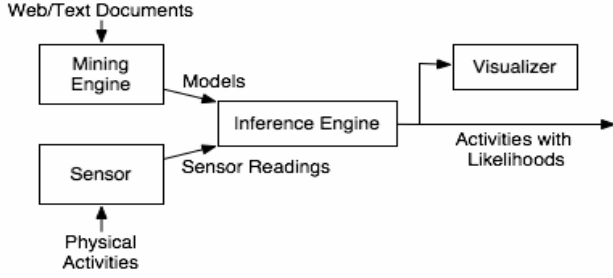 Web/Text Documents
Mining
Engine
Models
Visualizer
Inference Engine
Activities with
Likelihoods
Sensor Readings
Sensor
Physical
Activities